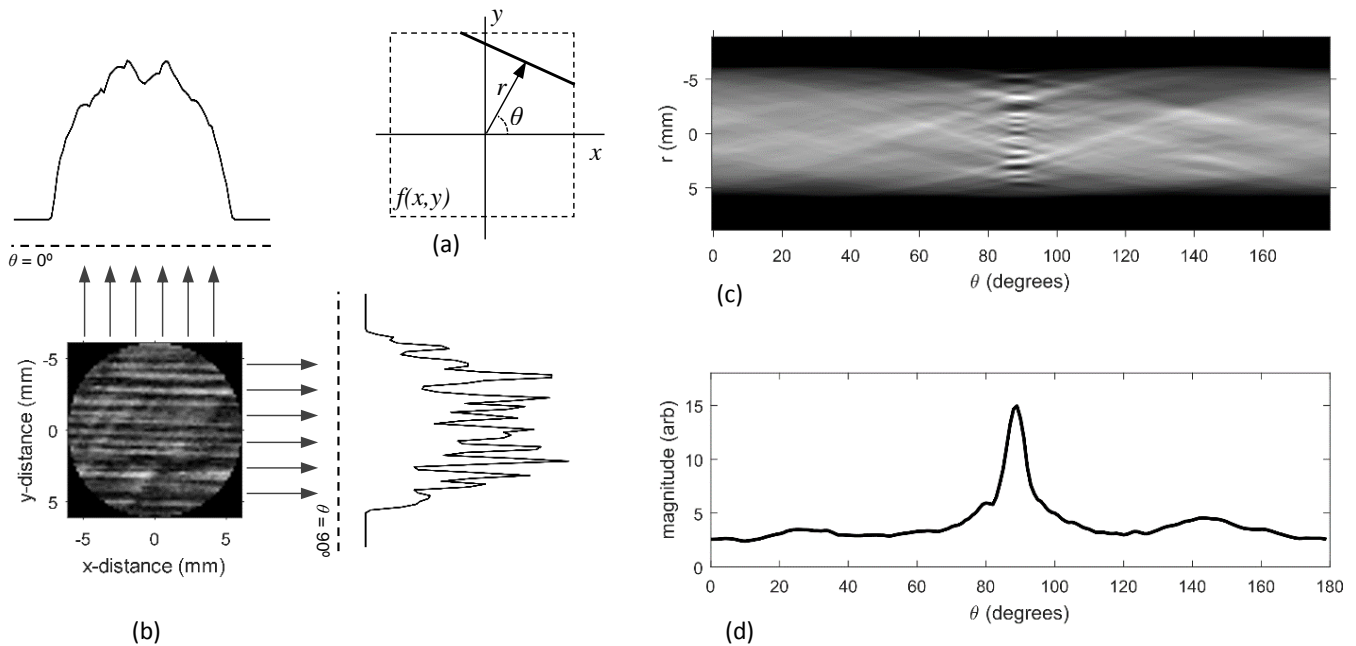 y
r
θ
x
f(x,y)
(a)
θ = 0º
-5
0
5
y-distance (mm)
-5 0 5
x-distance (mm)
θ = 90º
(b)
-5
0
5
r (mm)
0 20 40 60 80 100 120 140 160
θ (degrees)
(c)
15
10
5
0
magnitude (arb)
0 20 40 60 80 100 120 140 160 180
θ (degrees)
(d)